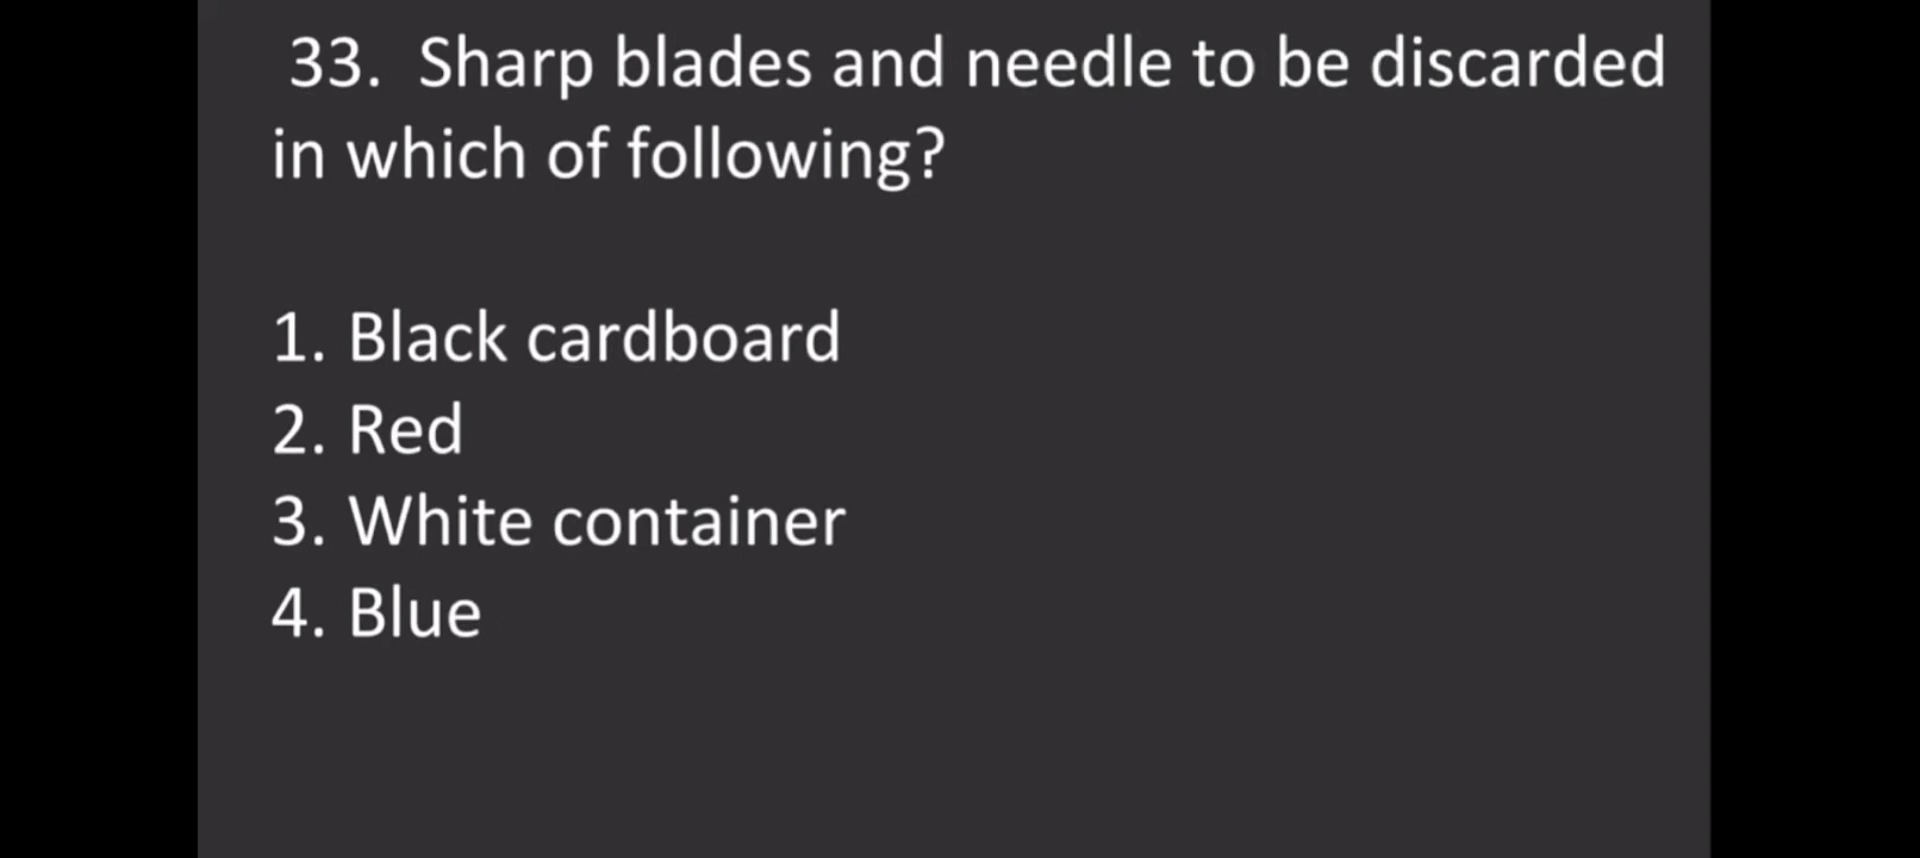 33. Sharp blades and needle to be discarded
in which of following?
1. Black cardboard
2. Red
3. White container
4. Blue